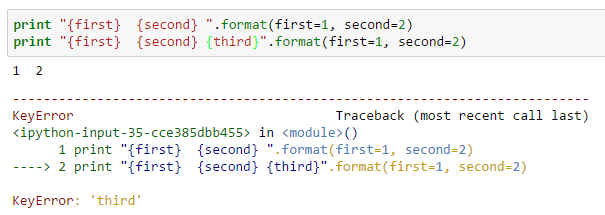 print "{first}  {second} ".format(first=1, second=2)
print "{first}  {second} {third}".format(first=1, second=2)
1  2
---------------------------------------------------------------------------
KeyError                                  Traceback (most recent call last)
<ipython-input-35-cce385dbb455> in <module>()
      1 print "{first}  {second} ".format(first=1, second=2)
----> 2 print "{first}  {second} {third}".format(first=1, second=2)
KeyError: 'third'